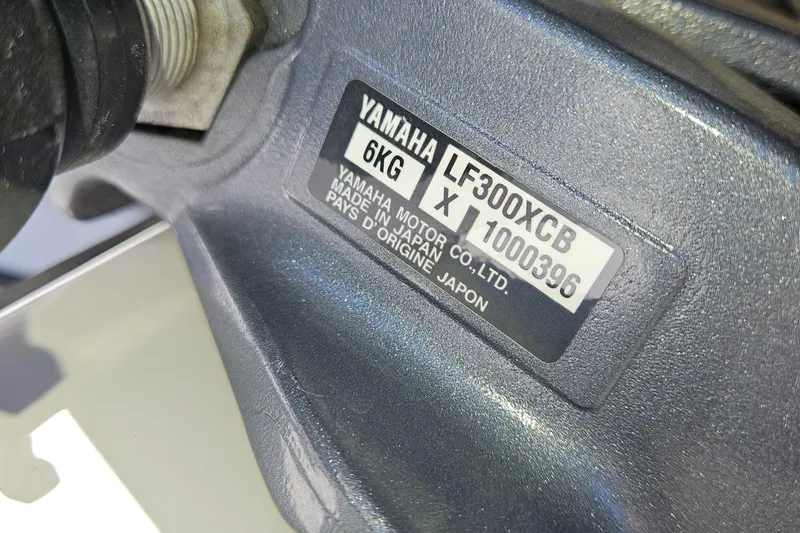 YAMAHA
LF300XCB
6KG
X
1000396
YAMAHA MOTOR CO.,LTD.
MADE IN JAPAN
PAYS D'ORIGINE JAPON